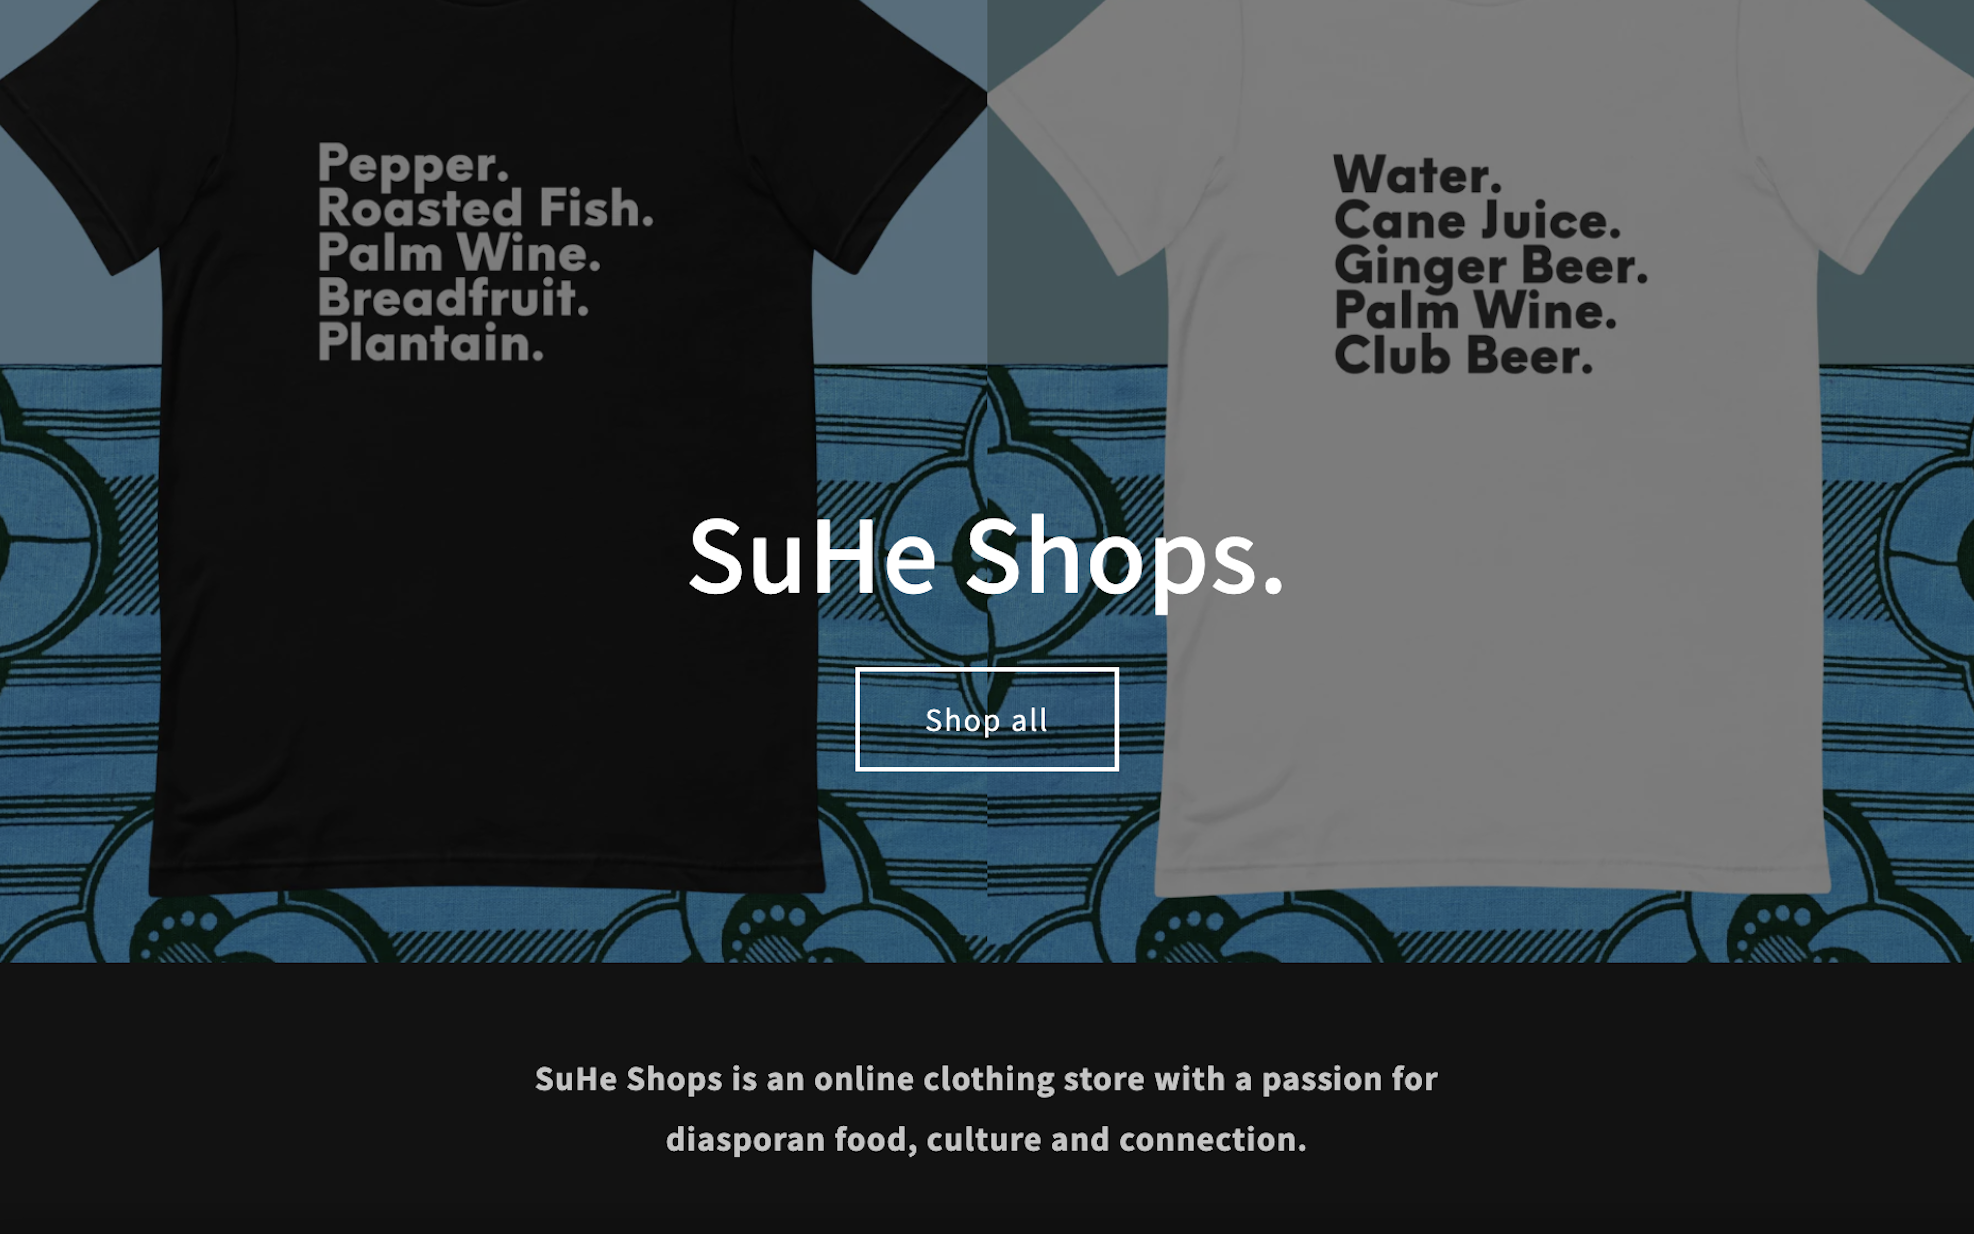 Pepper.
Roasted Fish.
Palm Wine.
Breadfruit.
Plantain.
Water.
Cane Juice.
Ginger Beer.
Palm Wine.
Club Beer.
SuHe Shops.
Shop all
SuHe Shops is an online clothing store with a passion for
diasporan food, culture and connection.